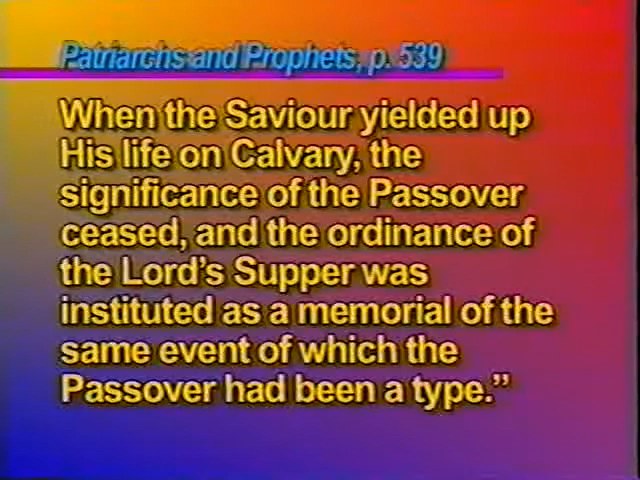 Patriarchs and Prophets, p. 539
When the Saviour yielded up
His life on Calvary, the
significance of the Passover
ceased, and the ordinance of
the Lord's Supper was
instituted as a memorial of the
same event of which the
Passover had been a type.”